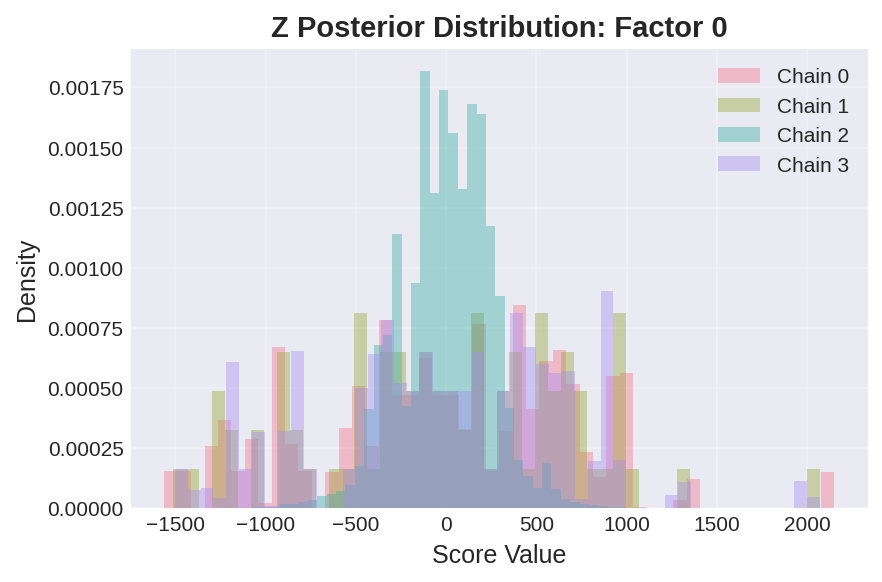 Z Posterior Distribution: Factor 0
Chain 0
Chain 1
Chain 2
Chain 3
Density
0.00175
0.00150
0.00125
0.00100
0.00075
0.00050
0.00025
0.00000
−1500
−1000
−500
0
500
1000
1500
2000
Score Value